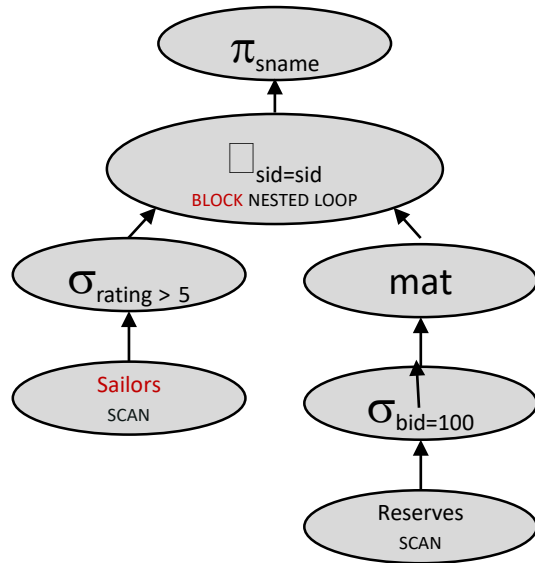 π sname
□ sid=sid
BLOCK NESTED LOOP
σ rating > 5
mat
Sailors
SCAN
σ bid=100
Reserves
SCAN